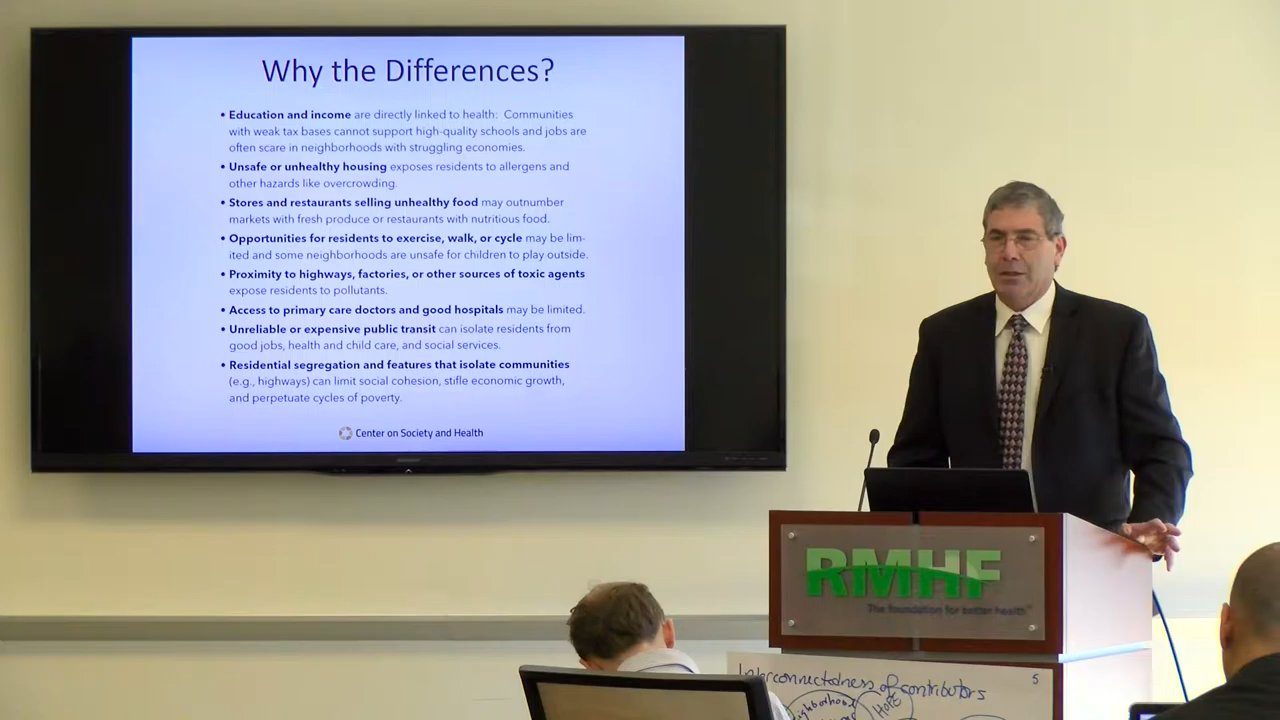 Why the Differences?
• Education and income are directly linked to health: Communities
with weak tax bases cannot support high-quality schools and jobs are
often scare in neighborhoods with struggling economies.
• Unsafe or unhealthy housing exposes residents to allergens and
other hazards like overcrowding.
• Stores and restaurants selling unhealthy food may outnumber
markets with fresh produce or restaurants with nutritious food.
• Opportunities for residents to exercise, walk, or cycle may be lim-
ited and some neighborhoods are unsafe for children to play outside.
• Proximity to highways, factories, or other sources of toxic agents
expose residents to pollutants.
• Access to primary care doctors and good hospitals may be limited.
• Unreliable or expensive public transit can isolate residents from
good jobs, health and child care, and social services.
• Residential segregation and features that isolate communities
(e.g., highways) can limit social cohesion, stifle economic growth,
and perpetuate cycles of poverty.
Center on Society and Health
RMHF
The foundation for better health
Interconnectedness of contributors
5
HOPE